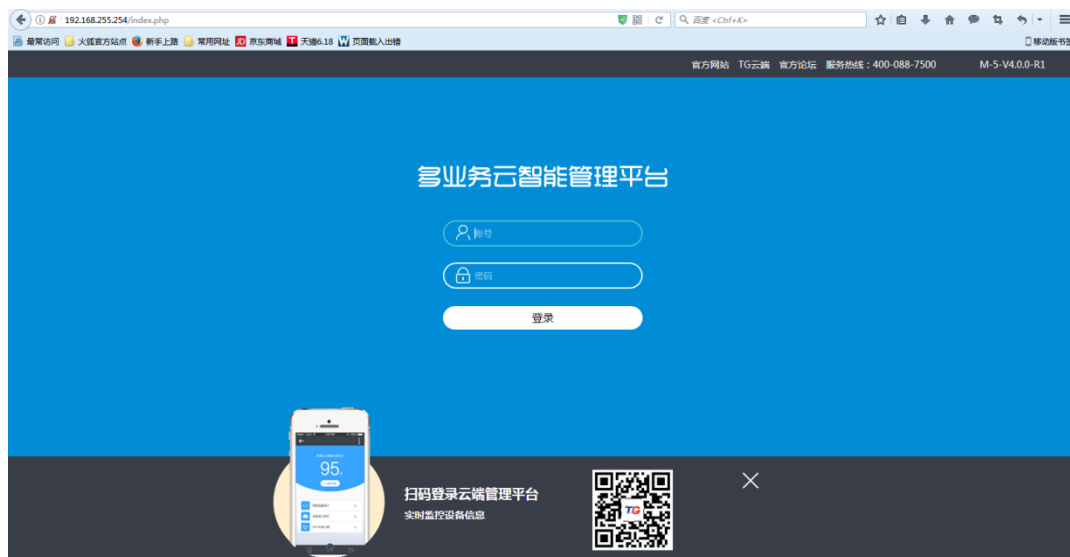 192.168.255.254/index.php
百度 <Ctrl+K>
最常访问 火狐官方站点 新手上路 常用网址 JD 京东商城 T 天猫6.18 W 页面载入出错
移动版书签
官方网站 TG云端 官方论坛 服务热线：400-088-7500 M-5-V4.0.0-R1
多业务云智能管理平台
账号
密码
登录
95
扫码登录云端管理平台
实时监控设备信息
TG